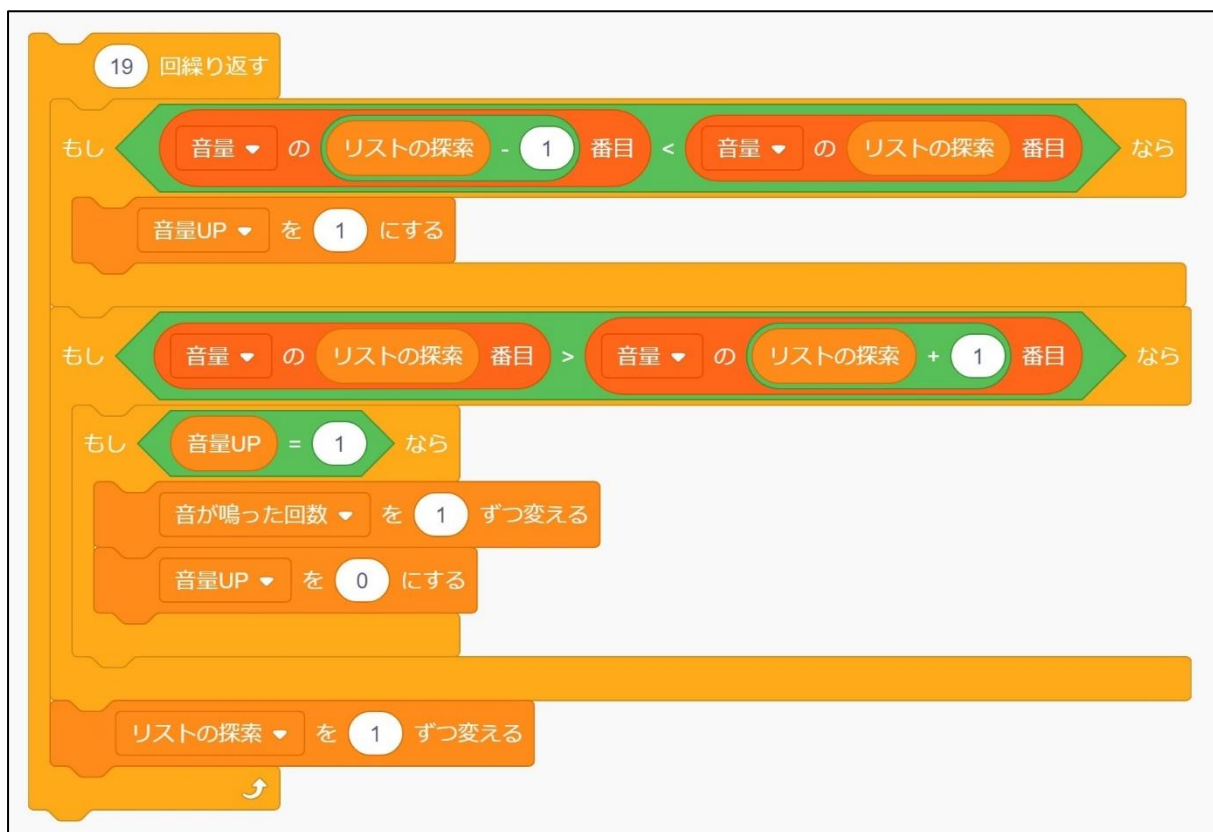 19 回繰り返す
もし 音量 の リストの探索 - 1 番目 < 音量 の リストの探索 番目 なら
音量UP を 1 にする
もし 音量 の リストの探索 番目 > 音量 の リストの探索 + 1 番目 なら
もし 音量UP = 1 なら
音が鳴った回数 を 1 ずつ変える
音量UP を 0 にする
リストの探索 を 1 ずつ変える